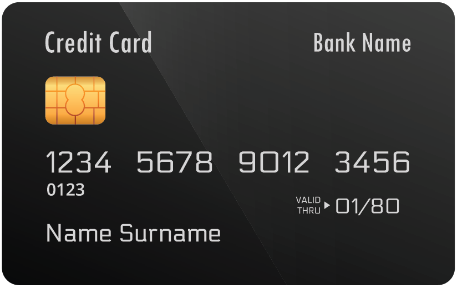 Credit Card Bank Name
1234 5678 9012 3456
0123
VALID THRU 01/80
Name Surname